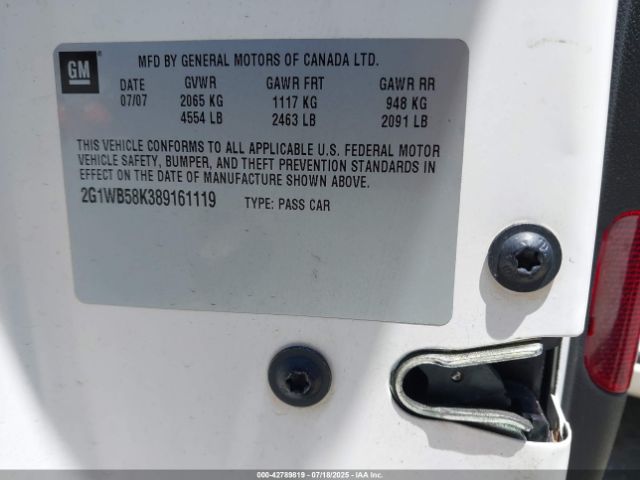 GM
MFD BY GENERAL MOTORS OF CANADA LTD.
DATE GVWR GAWR FRT GAWR RR
07/07 2065 KG 1117 KG 948 KG
4554 LB 2463 LB 2091 LB
THIS VEHICLE CONFORMS TO ALL APPLICABLE U.S. FEDERAL MOTOR
VEHICLE SAFETY, BUMPER, AND THEFT PREVENTION STANDARDS IN
EFFECT ON THE DATE OF MANUFACTURE SHOWN ABOVE.
2G1WB58K389161119 TYPE: PASS CAR
000-42789819 07/18/2025 IAA Inc.